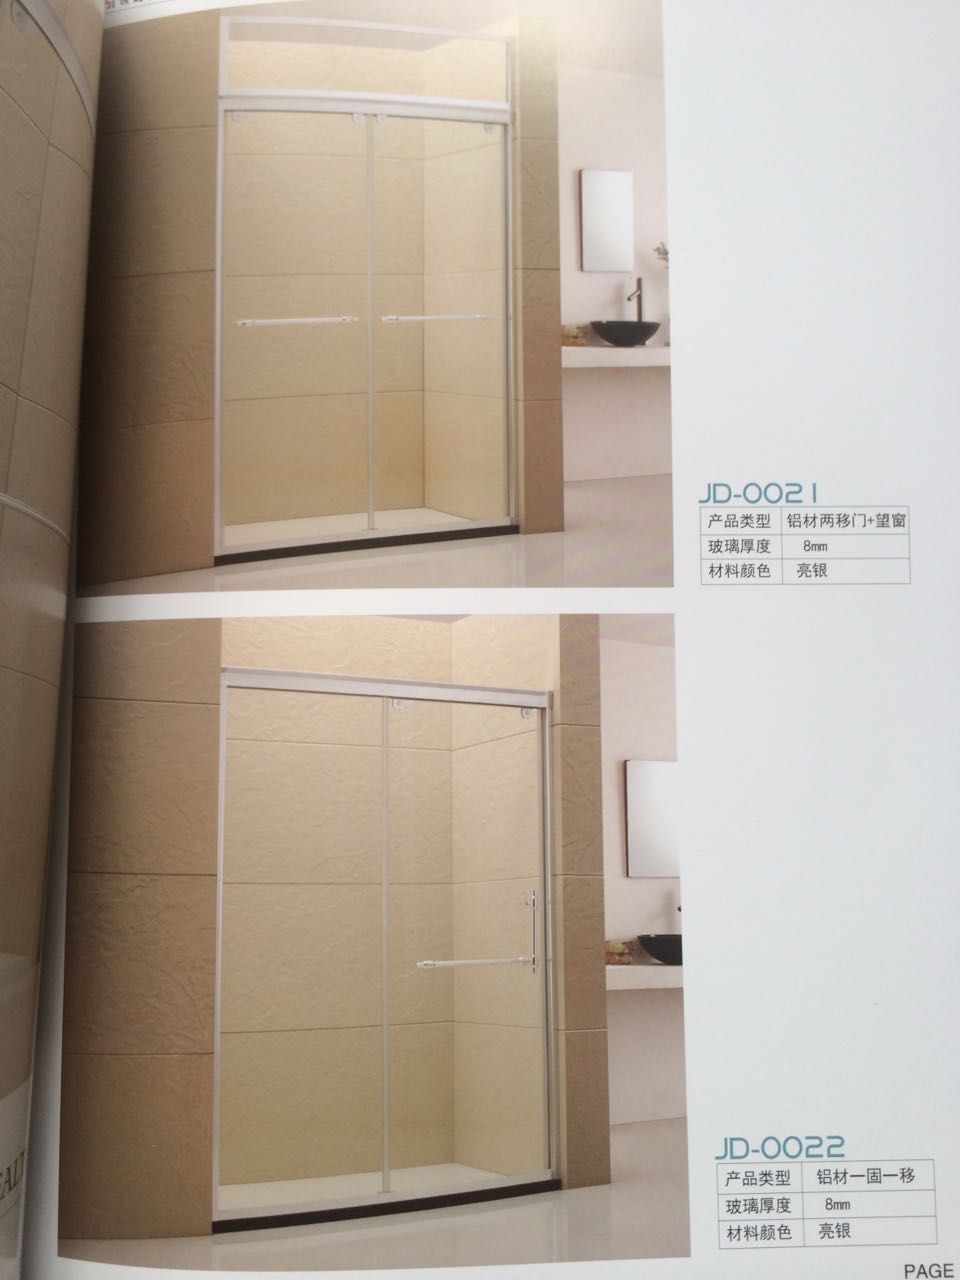 JD-0021
产品类型 铝材两移门+望窗
玻璃厚度 8mm
材料颜色 亮银
JD-0022
产品类型 铝材一固一移
玻璃厚度 8mm
材料颜色 亮银
PAGE